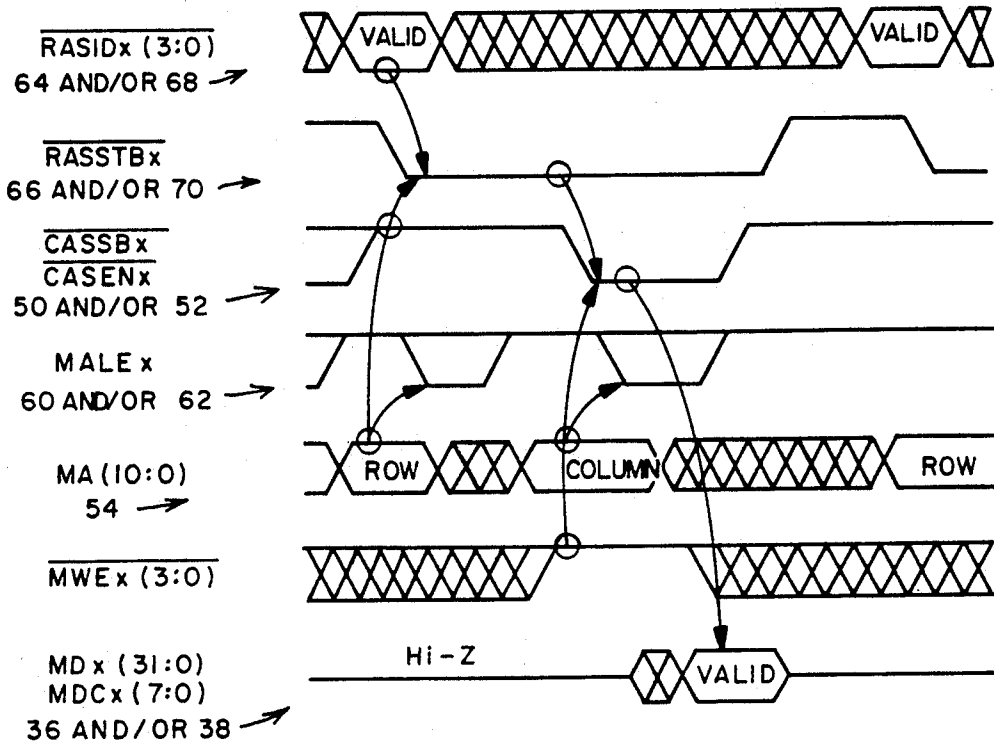 RASIDx (3:0)
64 AND/OR 68
VALID
VALID
RASSTBx
66 AND/OR 70
CASSBx
CASENx
50 AND/OR 52
MALEx
60 AND/OR 62
MA (10:0)
54
ROW
COLUMN
ROW
MWEx (3:0)
MDx (31:0)
MDCx (7:0)
36 AND/OR 38
Hi-Z
VALID